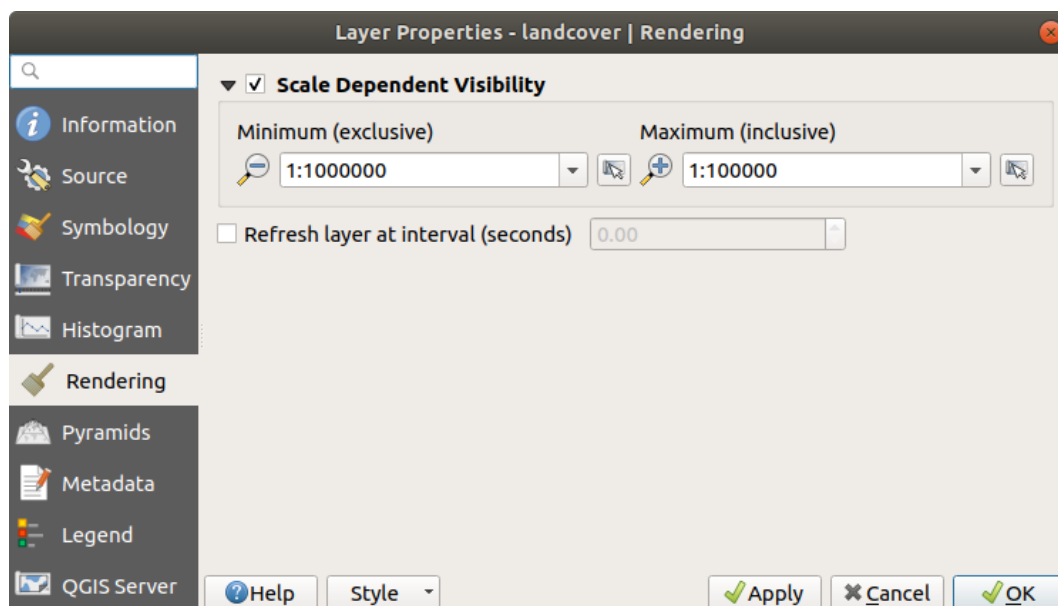 Layer Properties - landcover | Rendering
Information
Source
Symbology
Transparency
Histogram
Rendering
Pyramids
Metadata
Legend
QGIS Server
Scale Dependent Visibility
Minimum (exclusive) Maximum (inclusive)
1:1000000 1:100000
Refresh layer at interval (seconds) 0.00
Help Style Apply Cancel OK